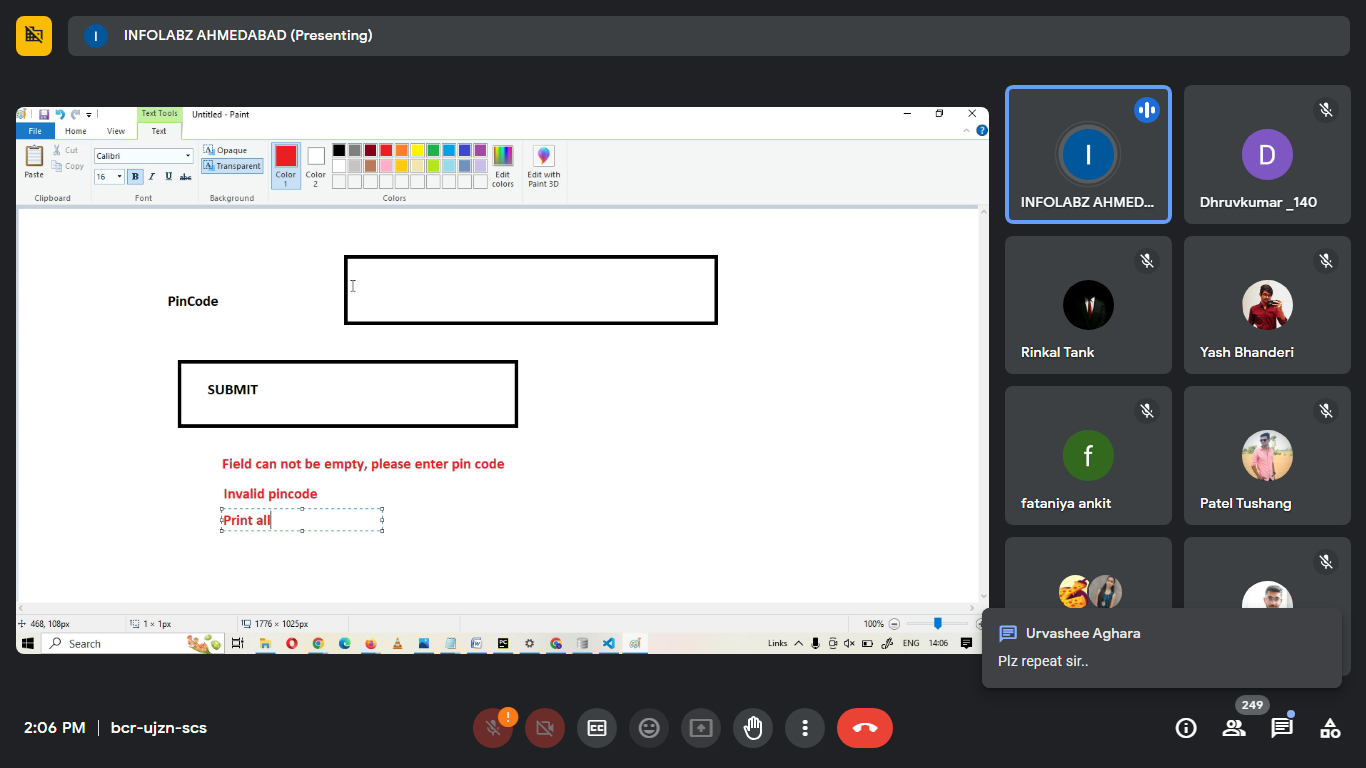 I INFOLABZ AHMEDABAD (Presenting)
Text Tools Untitled - Paint
File Home View Text
Paste Cut Copy
Calibri
16 B I U abc
Opaque
Transparent
Color 1
Color 2
Edit colors
Edit with Paint 3D
Clipboard Font Background Colors
PinCode
SUBMIT
Field can not be empty, please enter pin code
Invalid pincode
Print all
468, 108px 1 × 1px 1776 × 1025px 100%
Search Links ENG 14:06
I
INFOLABZ AHMED...
D
Dhruvkumar _140
Rinkal Tank
Yash Bhanderi
f
fataniya ankit
Patel Tushang
Urvashee Aghara
Plz repeat sir..
2:06 PM | bcr-ujzn-scs
!
CC
249